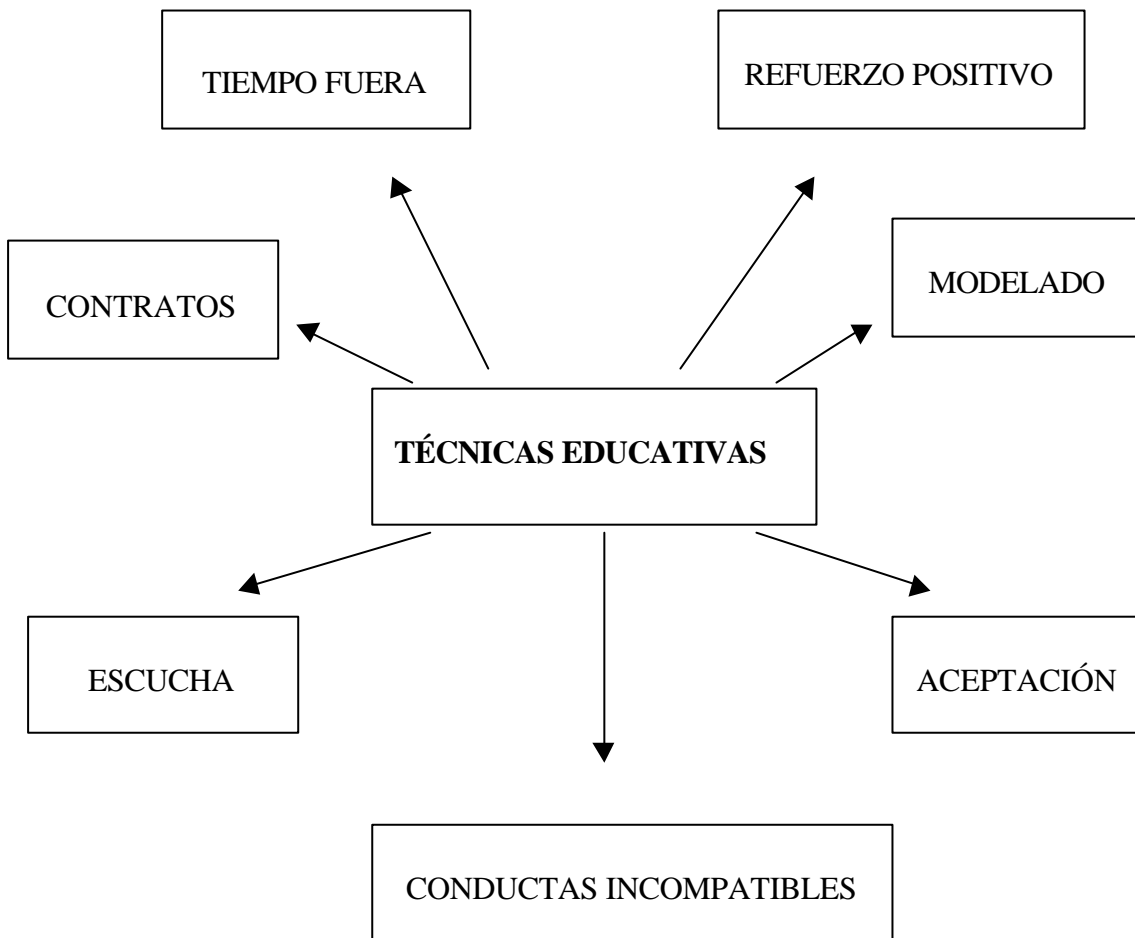 TIEMPO FUERA
REFUERZO POSITIVO
CONTRATOS
MODELADO
TÉCNICAS EDUCATIVAS
ESCUCHA
ACEPTACIÓN
CONDUCTAS INCOMPATIBLES